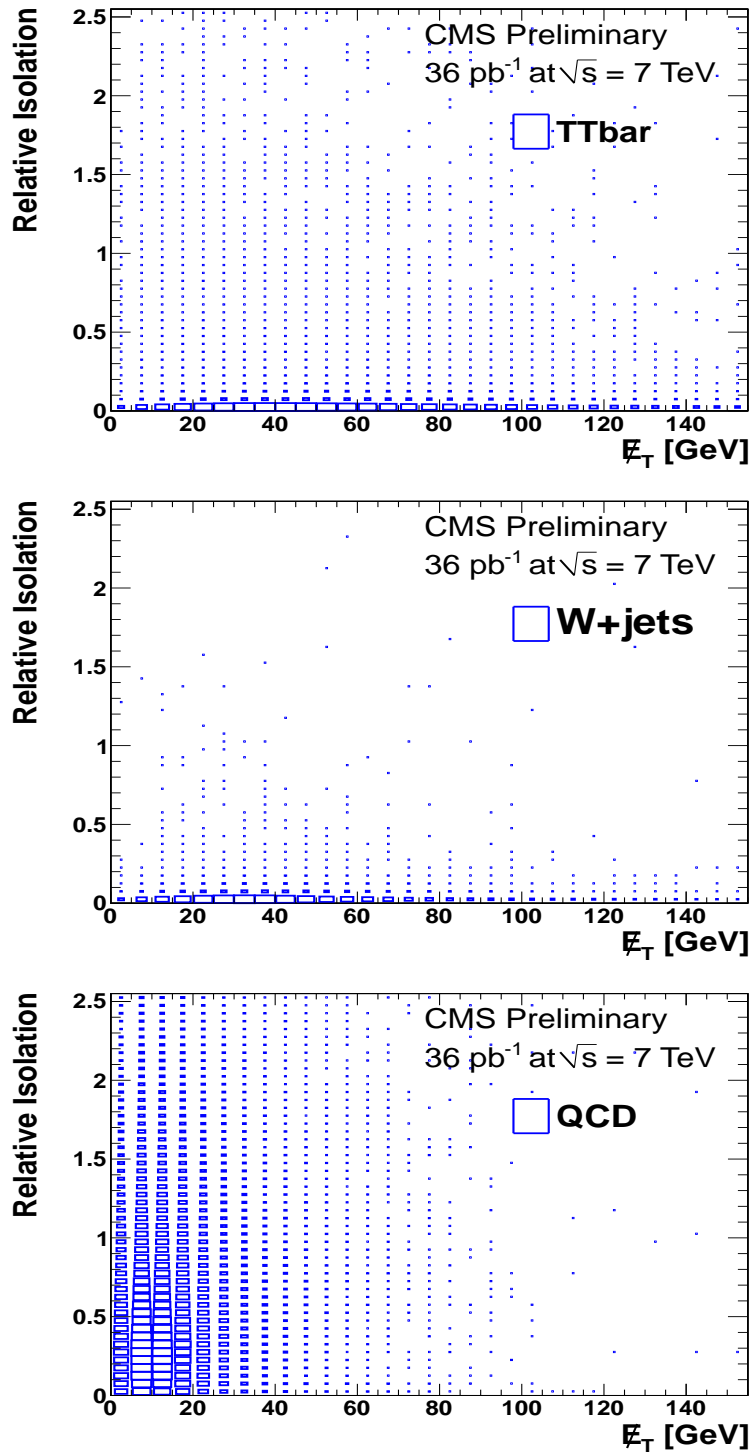 Relative Isolation
CMS Preliminary
36 pb⁻¹ at √s = 7 TeV
TTbar
2.5
2
1.5
1
0.5
0
0 20 40 60 80 100 120 140
E̸_T [GeV]
Relative Isolation
CMS Preliminary
36 pb⁻¹ at √s = 7 TeV
W+jets
2.5
2
1.5
1
0.5
0
0 20 40 60 80 100 120 140
E̸_T [GeV]
Relative Isolation
CMS Preliminary
36 pb⁻¹ at √s = 7 TeV
QCD
2.5
2
1.5
1
0.5
0
0 20 40 60 80 100 120 140
E̸_T [GeV]